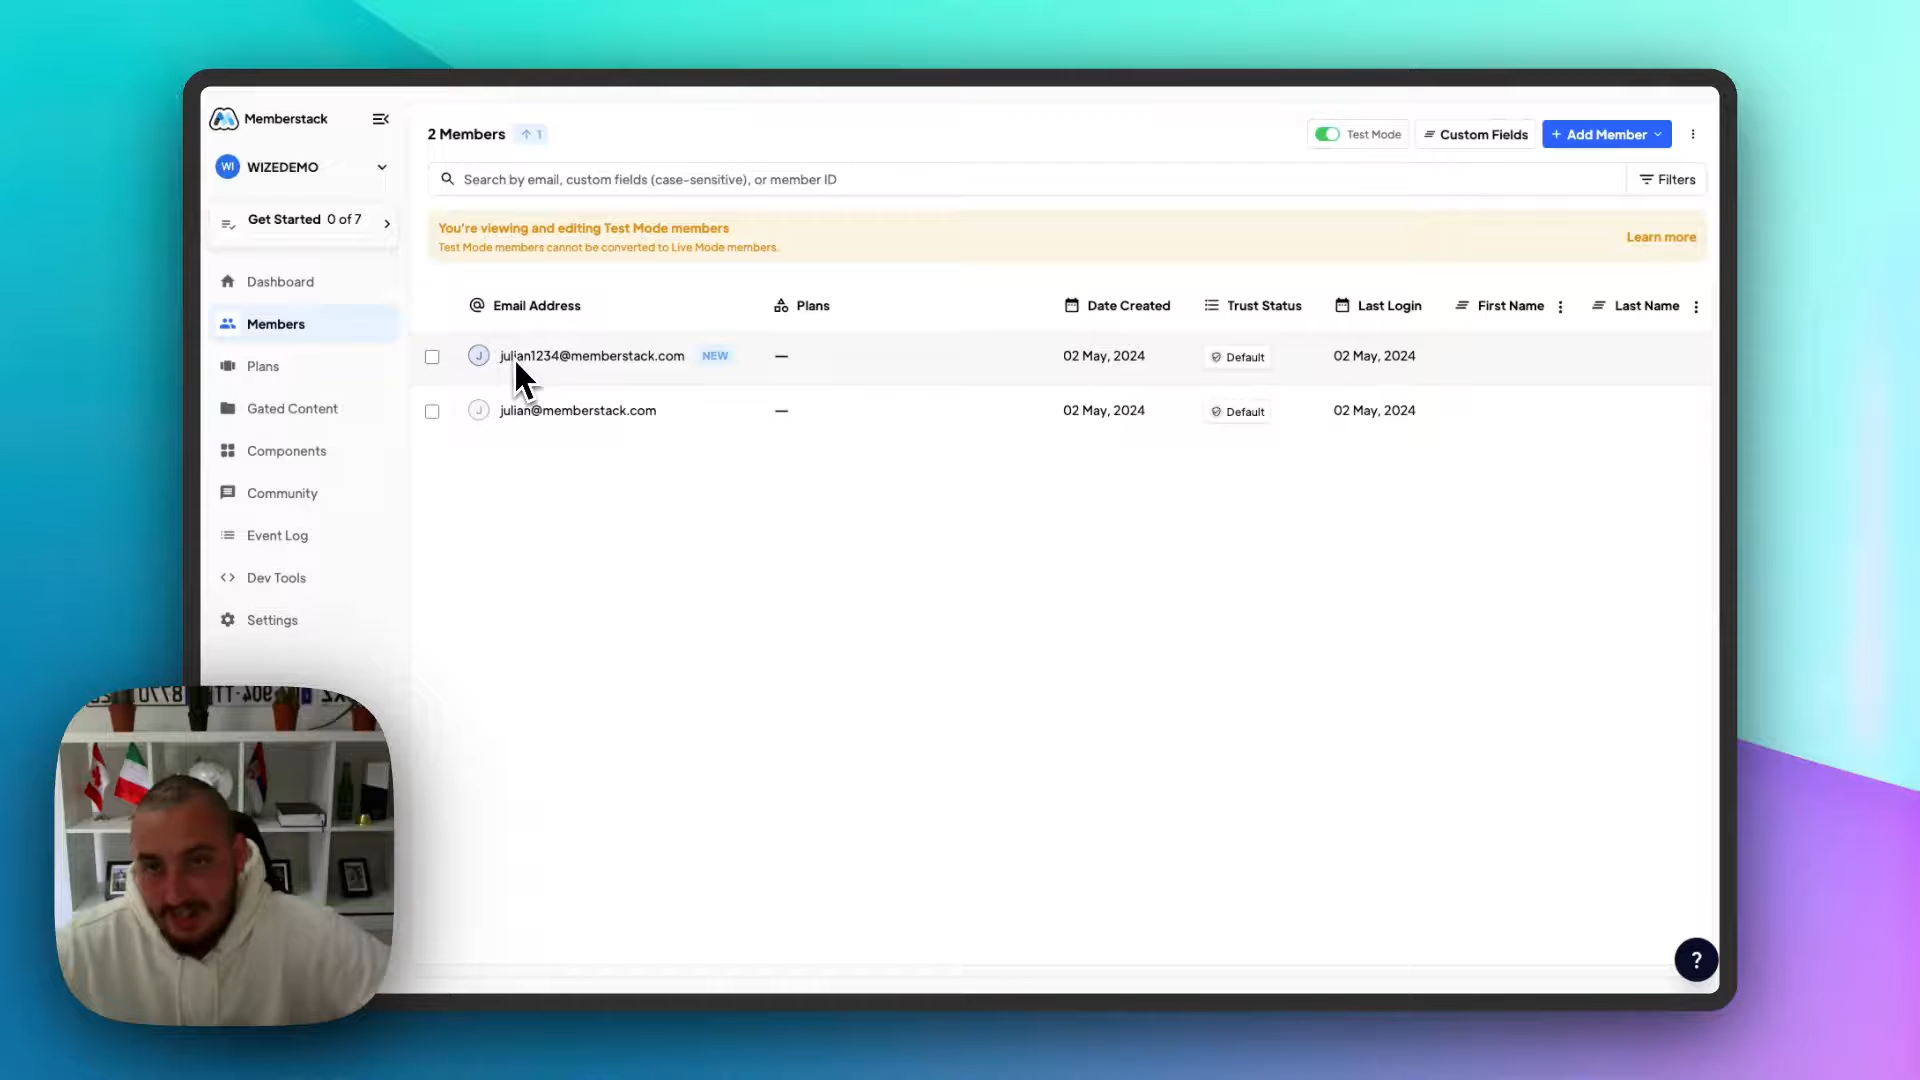 Memberstack
WI WIZEDEMO
Get Started 0 of 7
Dashboard
Members
Plans
Gated Content
Components
Community
Event Log
Dev Tools
Settings
2 Members ↑ 1
Test Mode
Custom Fields
+ Add Member
Search by email, custom fields (case-sensitive), or member ID
Filters
You're viewing and editing Test Mode members
Test Mode members cannot be converted to Live Mode members.
Learn more
Email Address Plans Date Created Trust Status Last Login First Name Last Name
J julian1234@memberstack.com NEW — 02 May, 2024 Default 02 May, 2024
J julian@memberstack.com — 02 May, 2024 Default 02 May, 2024
?